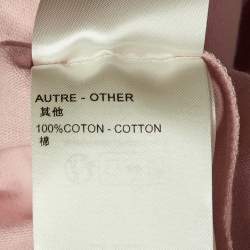 AUTRE - OTHER
其他
100%COTON - COTTON
棉